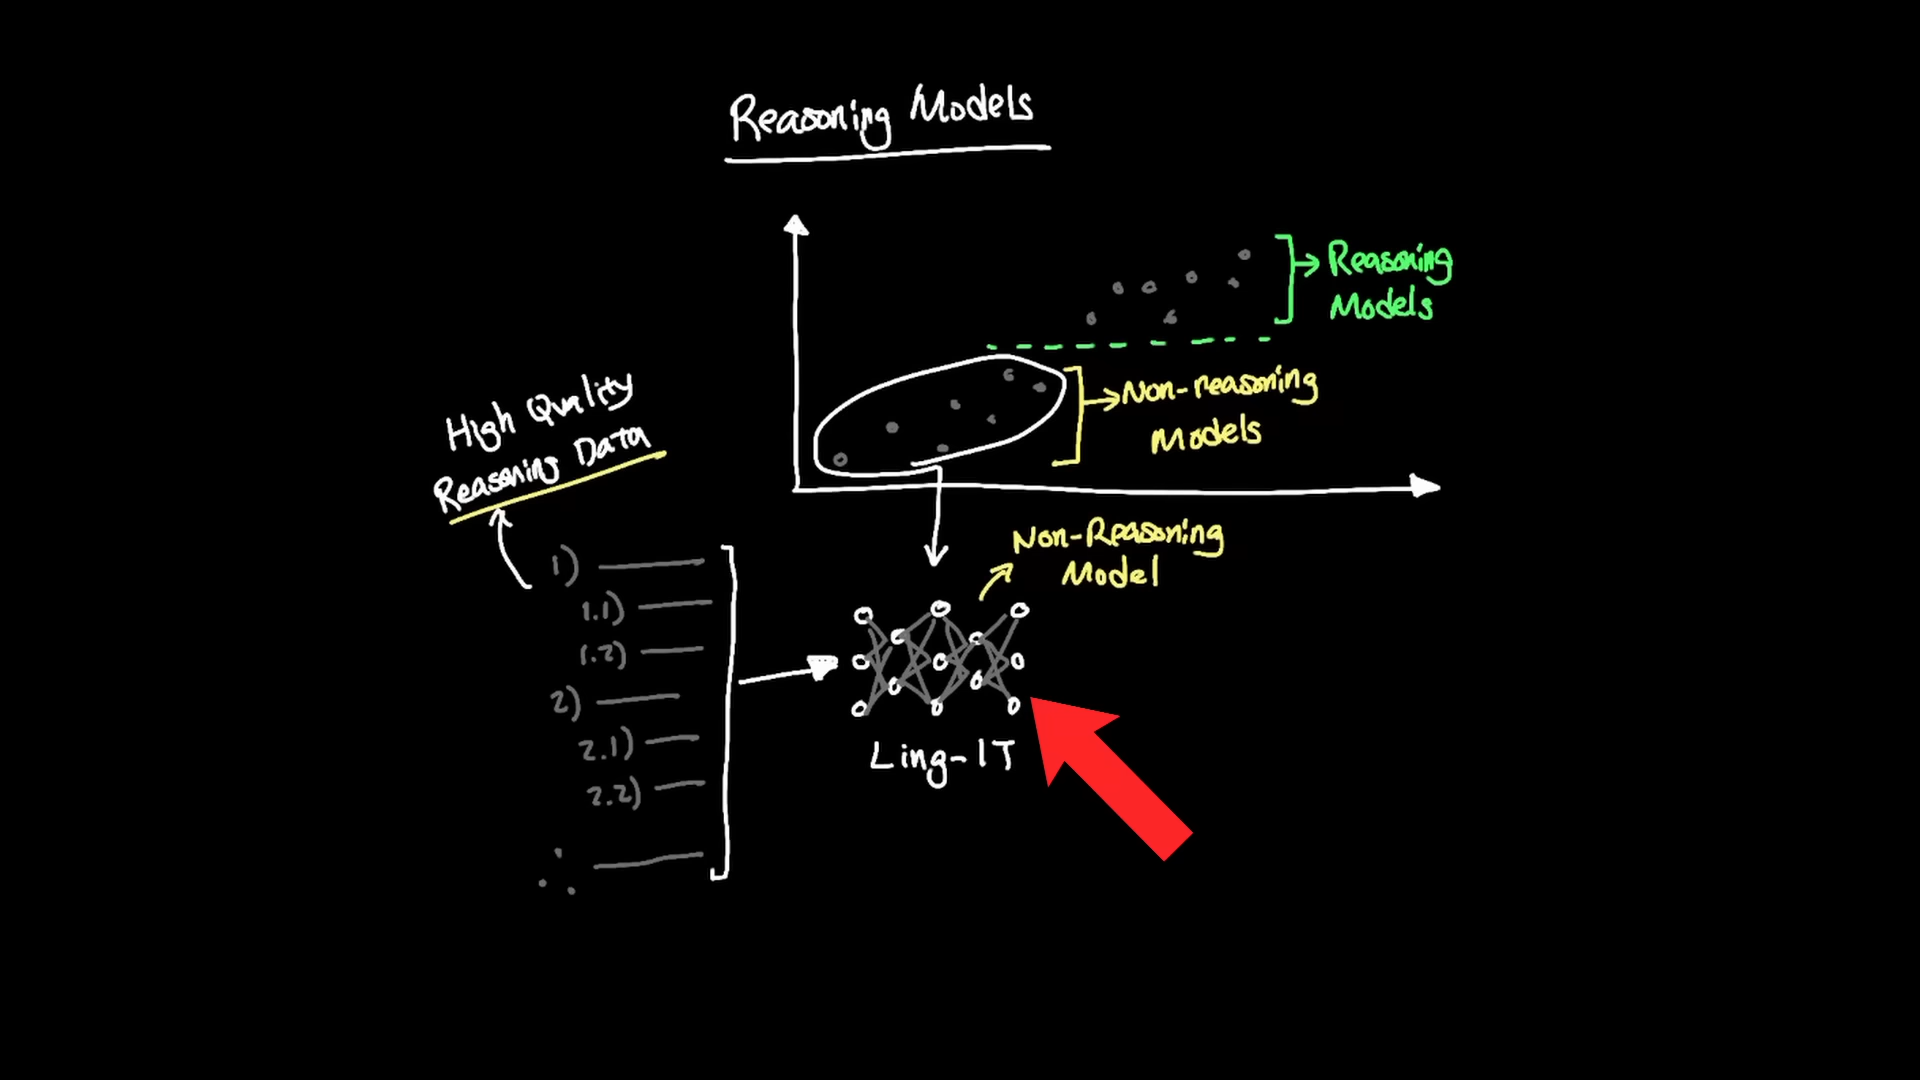 Reasoning Models
Reasoning
Models
Non-reasoning
Models
High Quality
Reasoning Data
Non-Reasoning
Model
1)
1.1)
1.2)
2)
2.1)
2.2)
Ling-1T